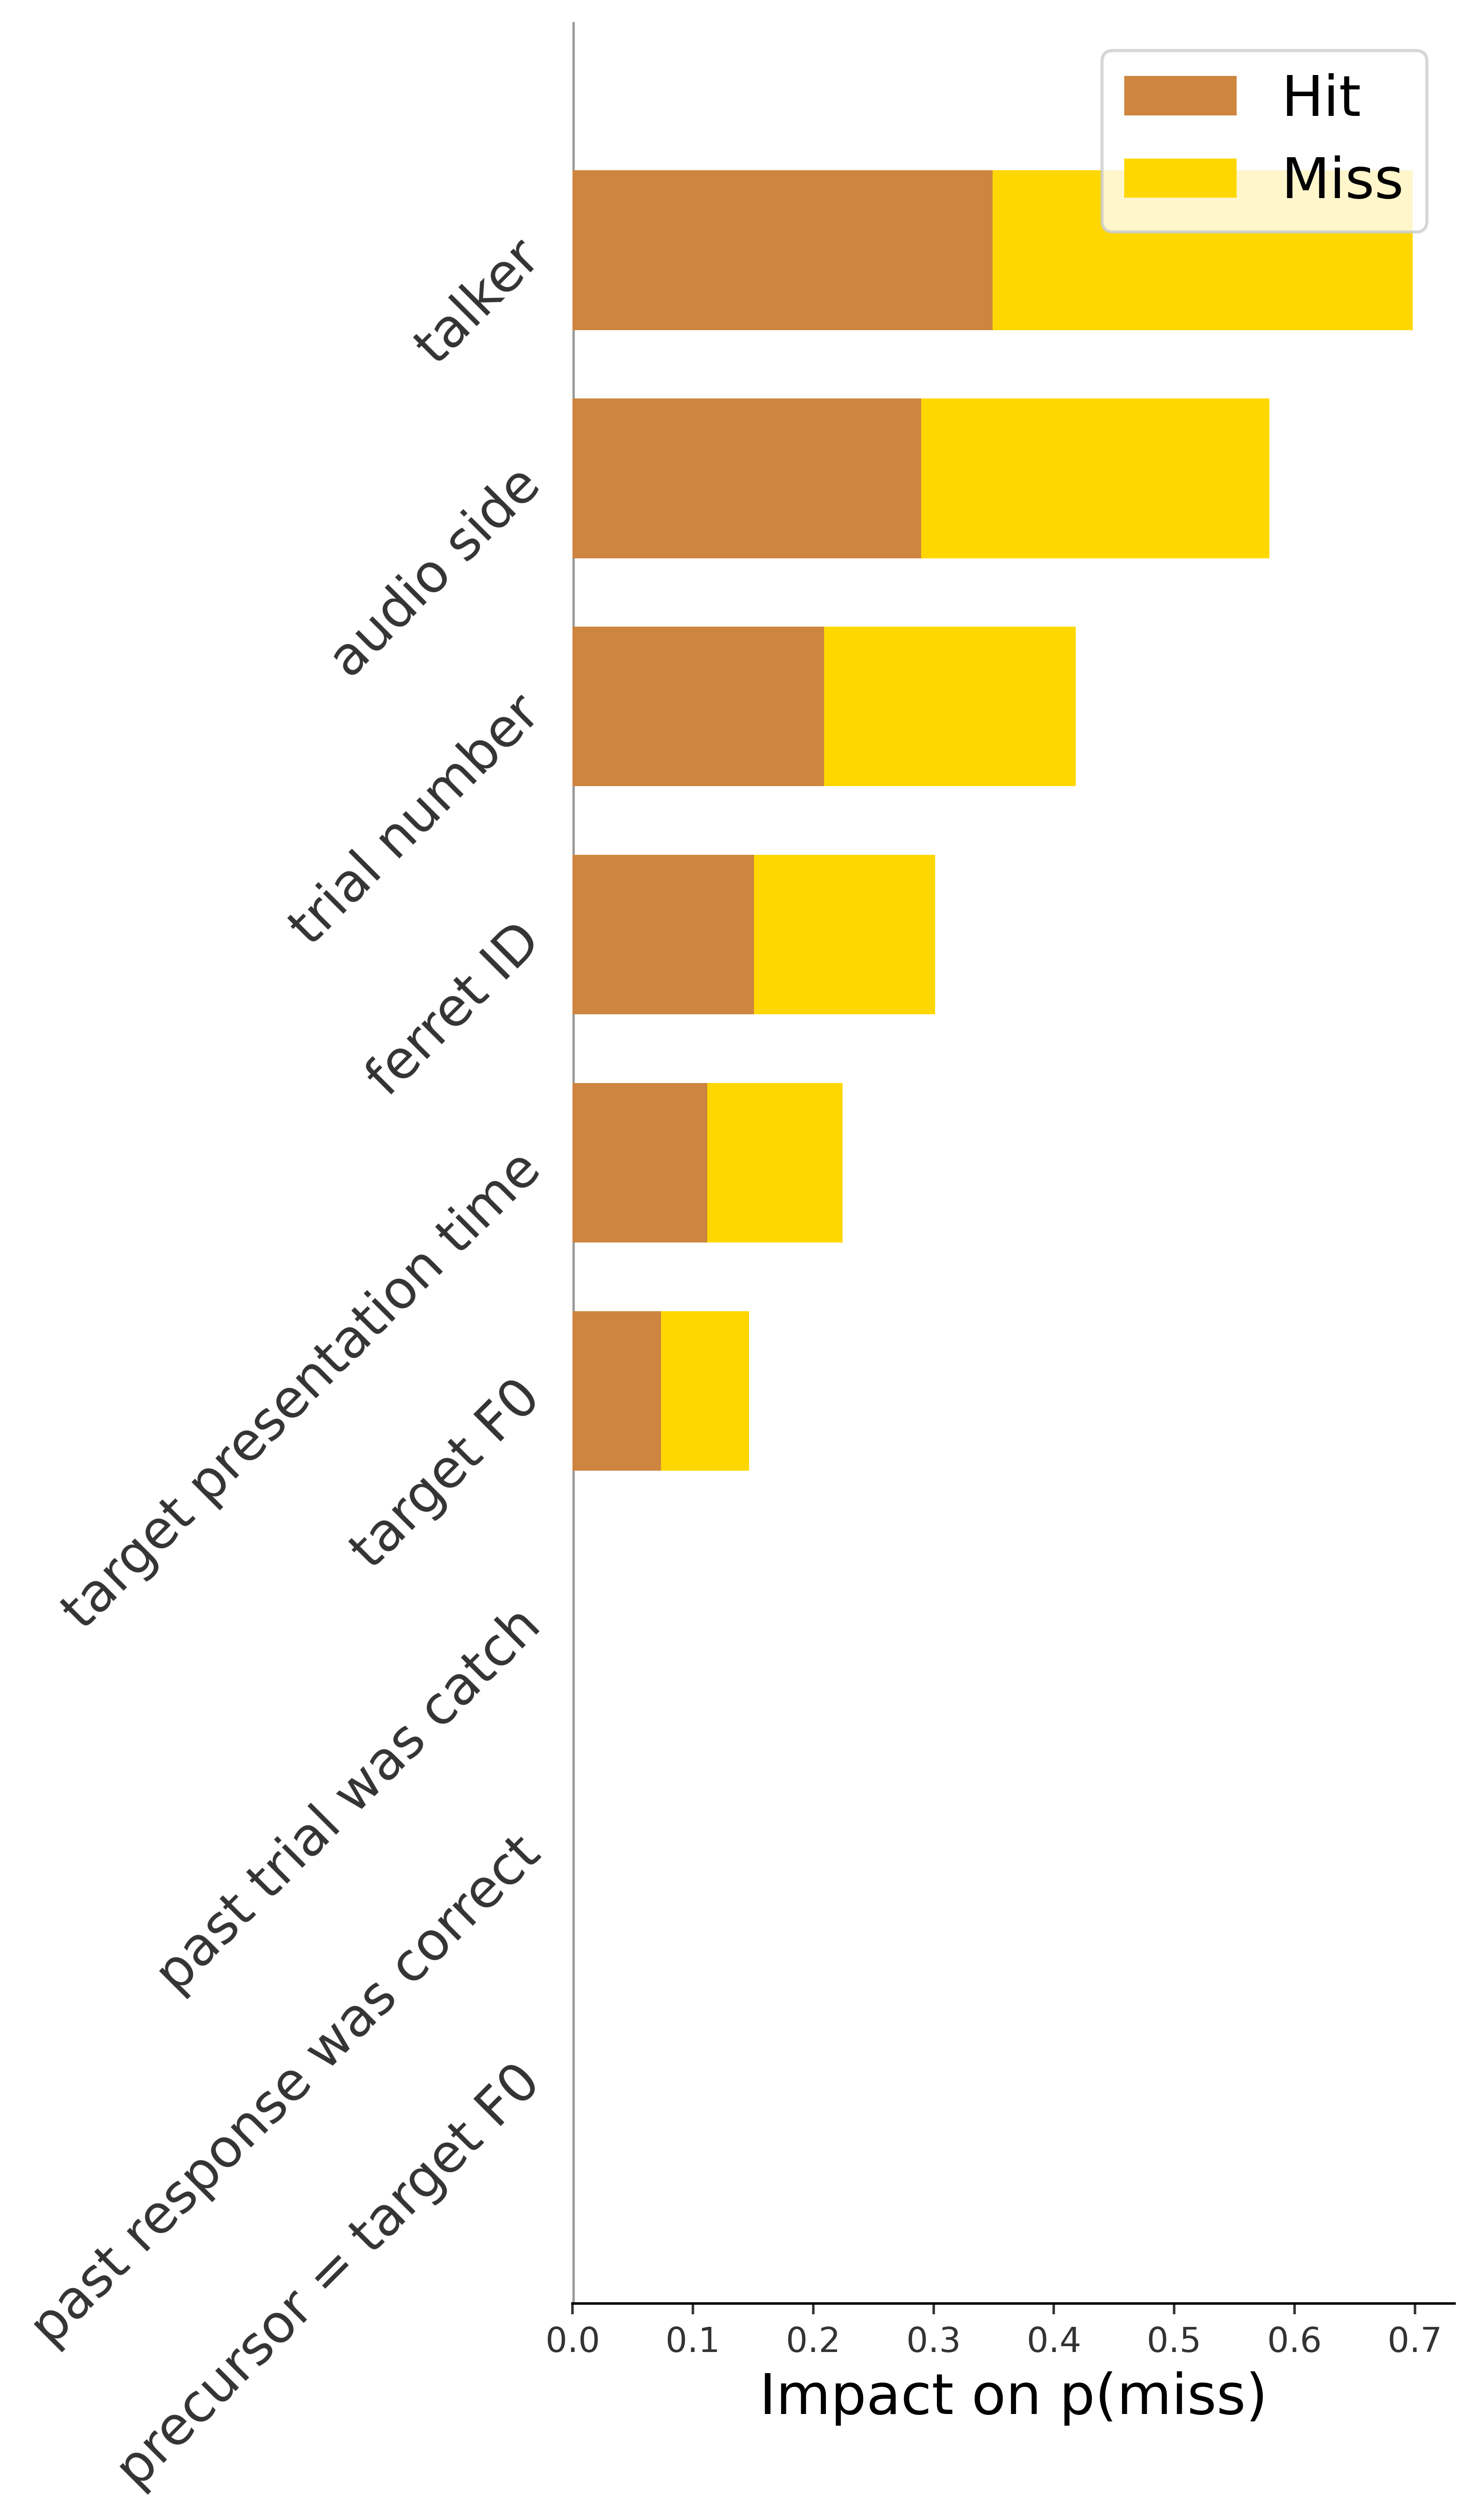 Hit
Miss
talker
audio side
trial number
ferret ID
target presentation time
target F0
past trial was catch
past response was correct
precursor = target F0
0.0 0.1 0.2 0.3 0.4 0.5 0.6 0.7
Impact on p(miss)